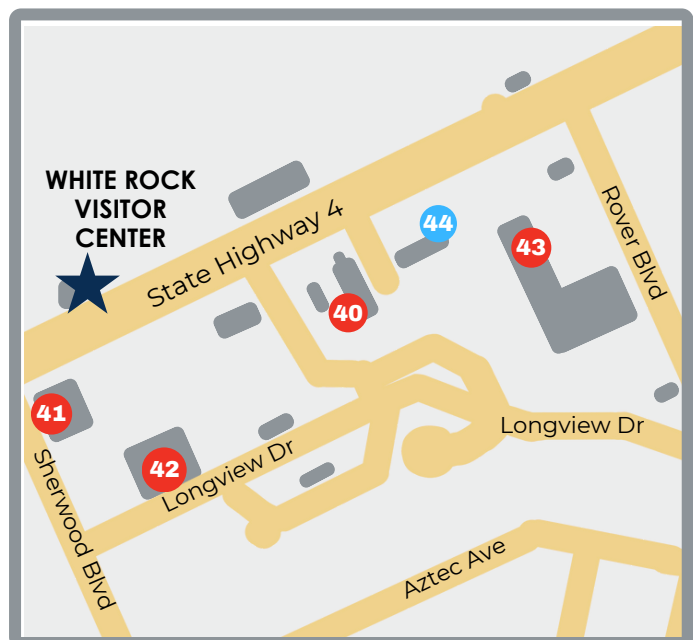 WHITE ROCK
VISITOR
CENTER
State Highway 4
44
43
Rover Blvd
40
41
42
Longview Dr
Longview Dr
Sherwood Blvd
Aztec Ave